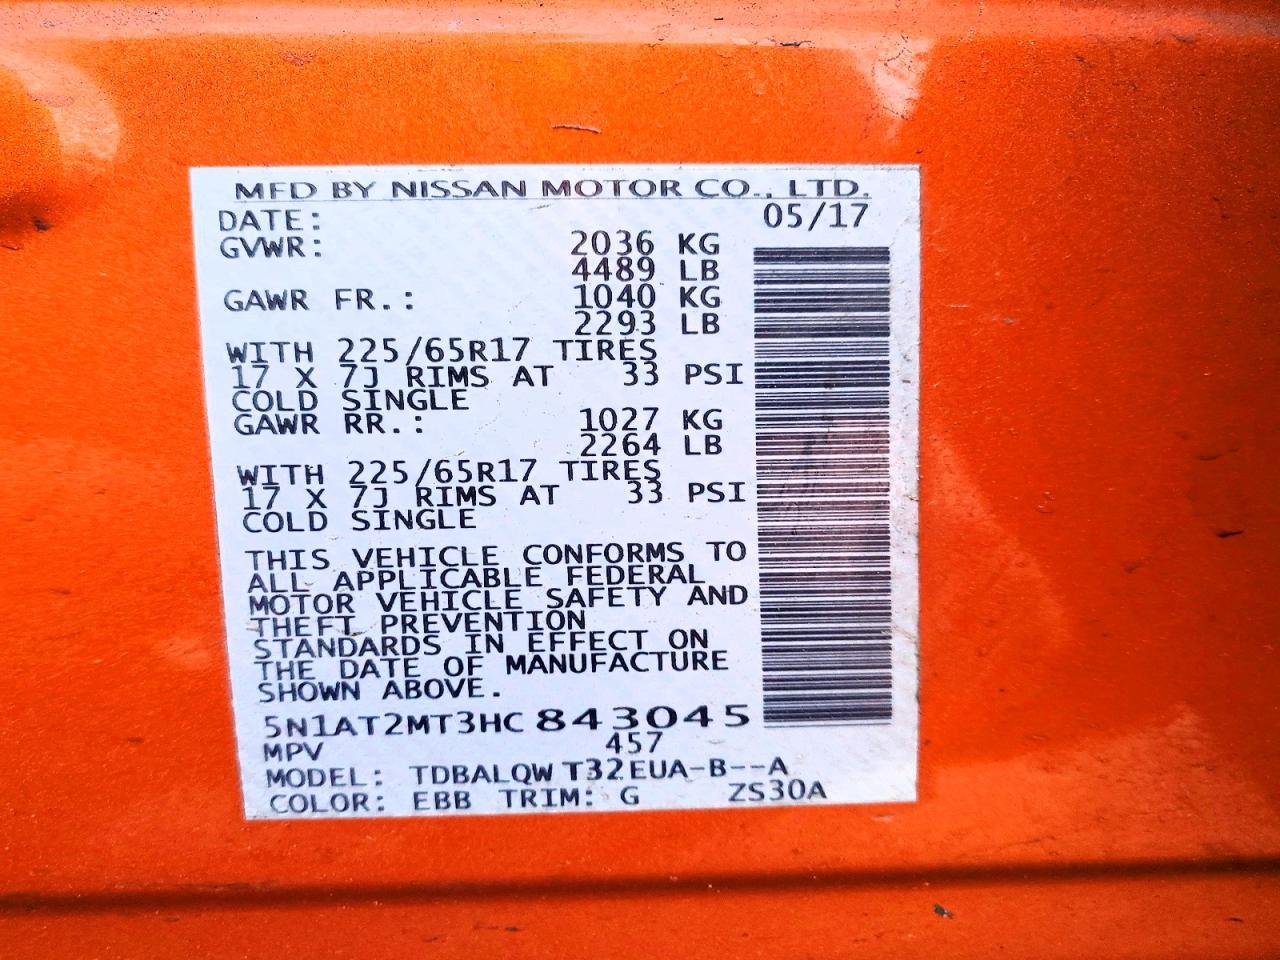 MFD BY NISSAN MOTOR CO., LTD.
DATE: 05/17
GVWR: 2036 KG
4489 LB
GAWR FR.: 1040 KG
2293 LB
WITH 225/65R17 TIRES
17 X 7J RIMS AT 33 PSI
COLD SINGLE
GAWR RR.: 1027 KG
2264 LB
WITH 225/65R17 TIRES
17 X 7J RIMS AT 33 PSI
COLD SINGLE
THIS VEHICLE CONFORMS TO
ALL APPLICABLE FEDERAL
MOTOR VEHICLE SAFETY AND
THEFT PREVENTION
STANDARDS IN EFFECT ON
THE DATE OF MANUFACTURE
SHOWN ABOVE.
5N1AT2MT3HC843045
MPV 457
MODEL: TDBALQWT32EUA-B--A
COLOR: EBB TRIM: G ZS30A